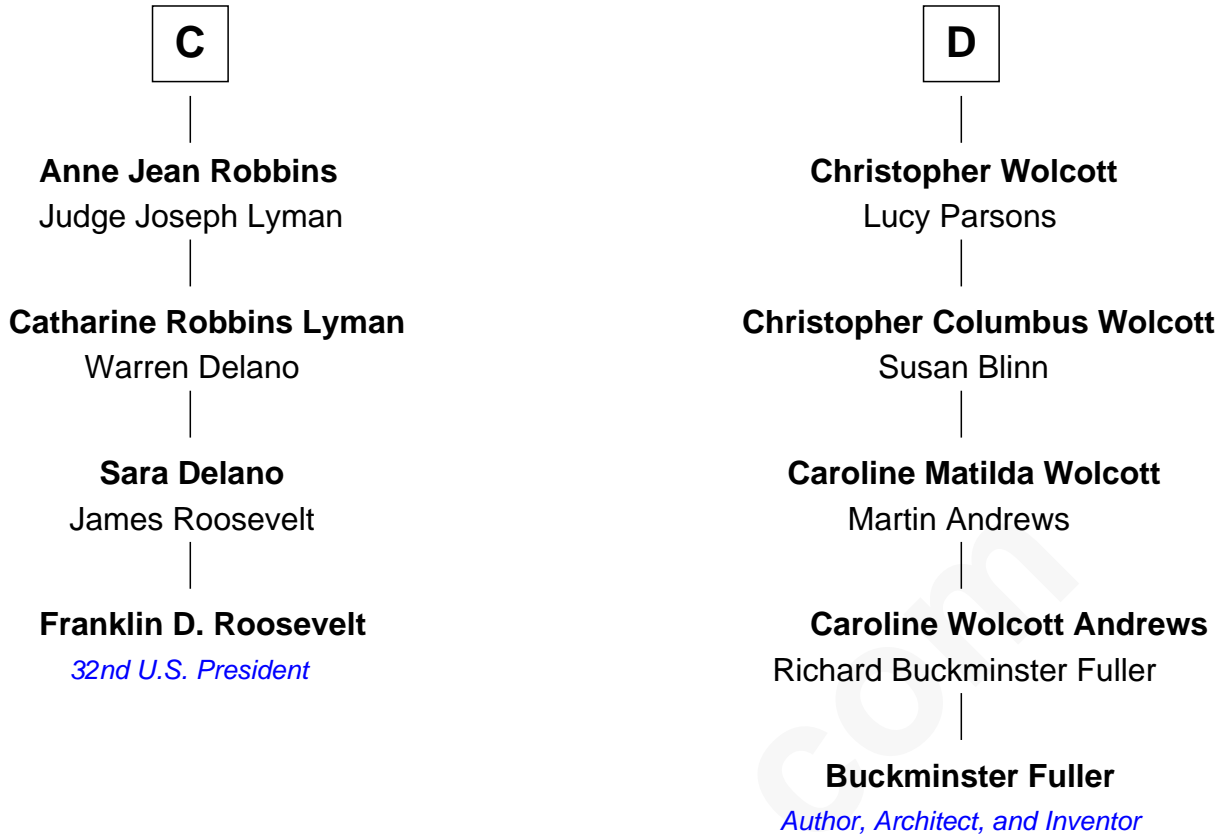 C
Anne Jean Robbins
Judge Joseph Lyman
Catharine Robbins Lyman
Warren Delano
Sara Delano
James Roosevelt
Franklin D. Roosevelt
32nd U.S. President
D
Christopher Wolcott
Lucy Parsons
Christopher Columbus Wolcott
Susan Blinn
Caroline Matilda Wolcott
Martin Andrews
Caroline Wolcott Andrews
Richard Buckminster Fuller
Buckminster Fuller
Author, Architect, and Inventor
com